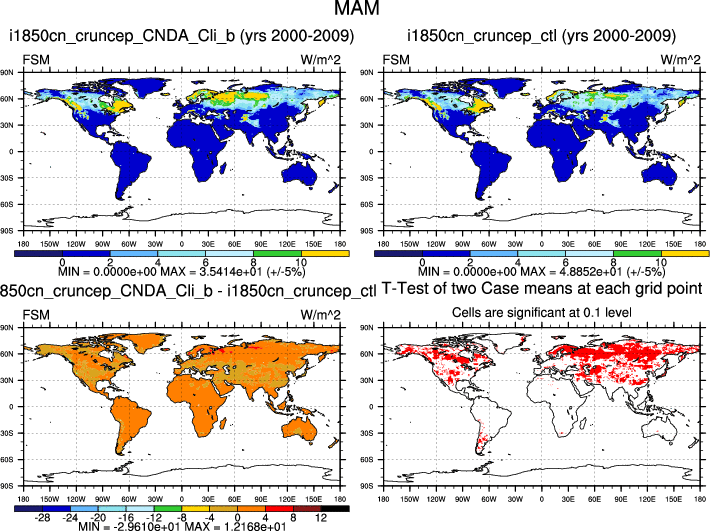 MAM
i1850cn_cruncep_CNDA_Cli_b (yrs 2000-2009)
FSM W/m^2
90N
60N
30N
0
30S
60S
90S
180 150W 120W 90W 60W 30W 0 30E 60E 90E 120E 150E 180
0 2 4 6 8 10
MIN = 0.0000e+00 MAX = 3.5414e+01 (+/-5%)
i1850cn_cruncep_ctl (yrs 2000-2009)
FSM W/m^2
90N
60N
30N
0
30S
60S
90S
180 150W 120W 90W 60W 30W 0 30E 60E 90E 120E 150E 180
0 2 4 6 8 10
MIN = 0.0000e+00 MAX = 4.8852e+01 (+/-5%)
850cn_cruncep_CNDA_Cli_b - i1850cn_cruncep_ctl
FSM W/m^2
90N
60N
30N
0
30S
60S
90S
180 150W 120W 90W 60W 30W 0 30E 60E 90E 120E 150E 180
-28 -24 -20 -16 -12 -8 -4 0 4 8 12
MIN = -2.9610e+01 MAX = 1.2168e+01
T-Test of two Case means at each grid point
Cells are significant at 0.1 level
90N
60N
30N
0
30S
60S
90S
180 150W 120W 90W 60W 30W 0 30E 60E 90E 120E 150E 180